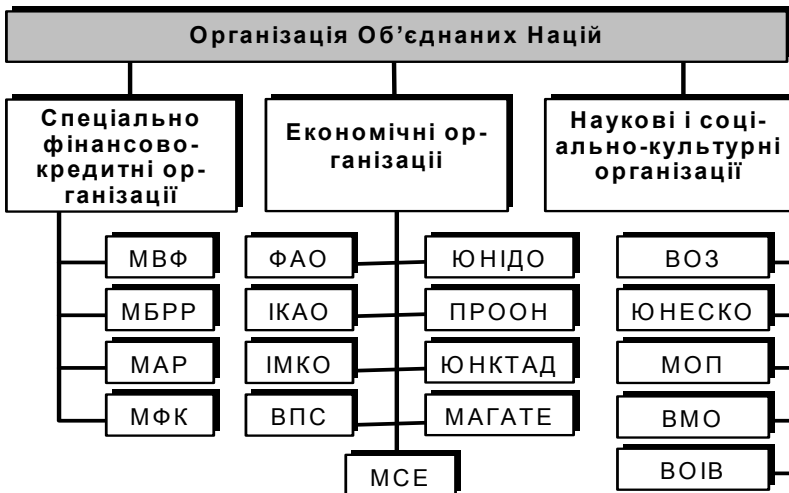 Організація Об’єднаних Націй
Спеціально
фінансово-
кредитні ор-
ганізації
Економічні ор-
ганізаціі
Наукові і соці-
ально-культурні
організації
МВФ
ФАО
ЮНІДО
ВОЗ
МБРР
ІКАО
ПРООН
ЮНЕСКО
МАР
ІМКО
ЮНКТАД
МОП
МФК
ВПС
МАГАТЕ
ВМО
МСЕ
ВОІВ